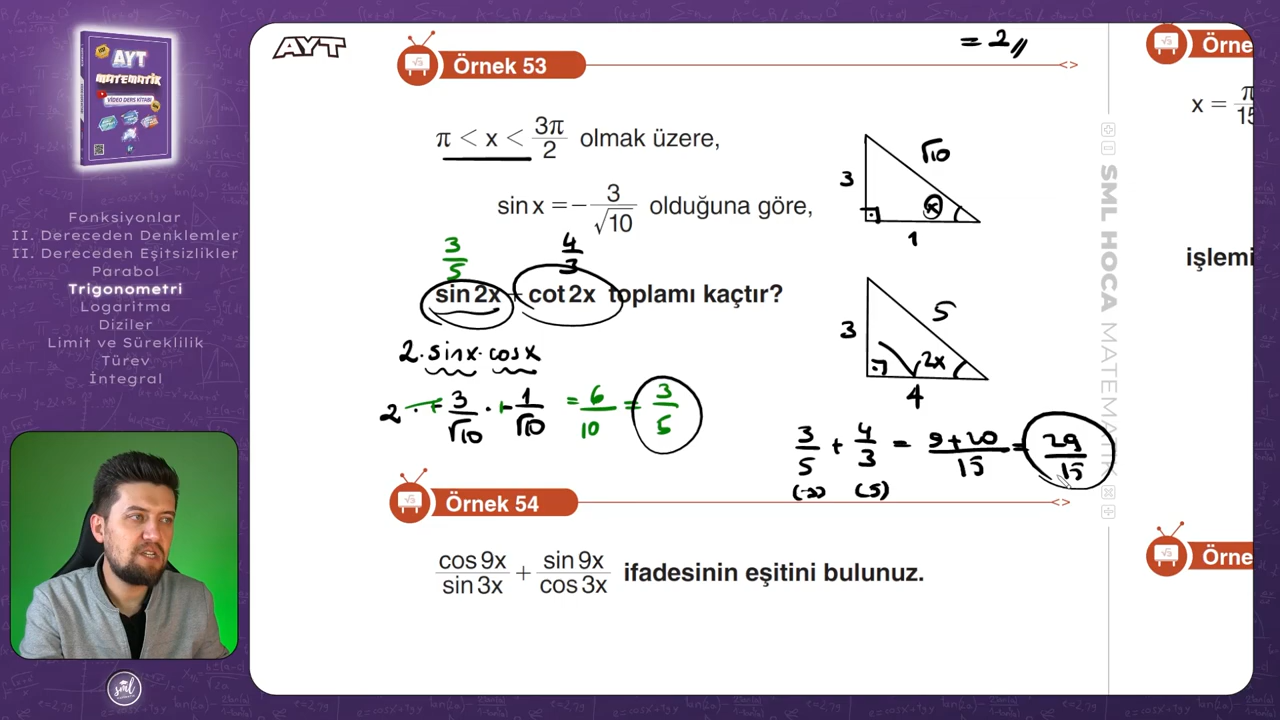 AYT
MATEMATİK
VİDEO DERS KİTABI
Fonksiyonlar
II. Dereceden Denklemler
II. Dereceden Eşitsizlikler
Parabol
Trigonometri
Logaritma
Diziler
Limit ve Süreklilik
Türev
İntegral
sml
AYT
= 2//
Örnek 53
π < x < 3π/2 olmak üzere,
sin x = − 3/√10 olduğuna göre,
3/5 4/3
sin 2x + cot 2x toplamı kaçtır?
2 · sinx · cosx
2 · − 3/√10 · − 1/√10 = 6/10 = 3/5
3 √10 x 1
3 5 2x 4
3/5 + 4/3 = 9+20/15 = 29/15
(3) (5)
Örnek 54
cos 9x/sin 3x + sin 9x/cos 3x ifadesinin eşitini bulunuz.
SML HOCA MATEMATİK
Örne
x = π/15
işlemi
Örne